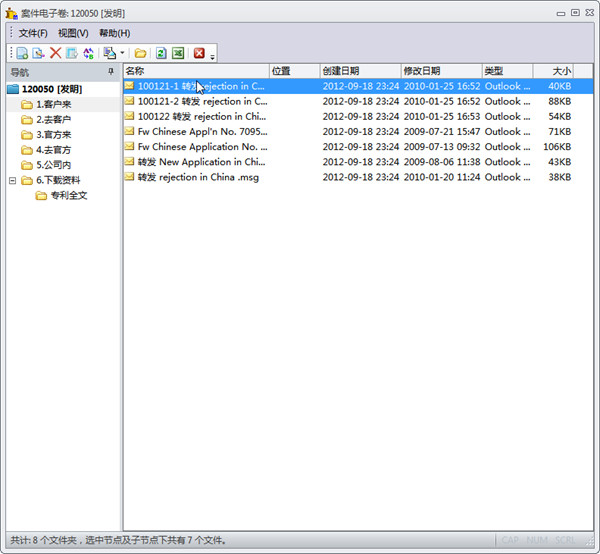 案件电子卷: 120050 [发明]
文件(F) 视图(V) 帮助(H)
导航
120050 [发明]
1.客户来
2.去客户
3.官方来
4.去官方
5.公司内
6.下载资料
专利全文
名称 位置 创建日期 修改日期 类型 大小
100121-1 转发 rejection in C... 2012-09-18 23:24 2010-01-25 16:52 Outlook ... 40KB
100121-2 转发 rejection in C... 2012-09-18 23:24 2010-01-25 16:52 Outlook ... 88KB
100122 转发 rejection in Chi... 2012-09-18 23:24 2010-01-25 16:53 Outlook ... 54KB
Fw Chinese Appl'n No. 7095... 2012-09-18 23:24 2009-07-21 15:47 Outlook ... 71KB
Fw Chinese Application No. ... 2012-09-18 23:24 2009-07-13 09:32 Outlook ... 106KB
转发 New Application in Chi... 2012-09-18 23:24 2009-08-06 11:38 Outlook ... 43KB
转发 rejection in China .msg 2012-09-18 23:24 2010-01-20 11:24 Outlook ... 38KB
共计: 8 个文件夹，选中节点及子节点下共有 7 个文件。 CAP NUM SCRL